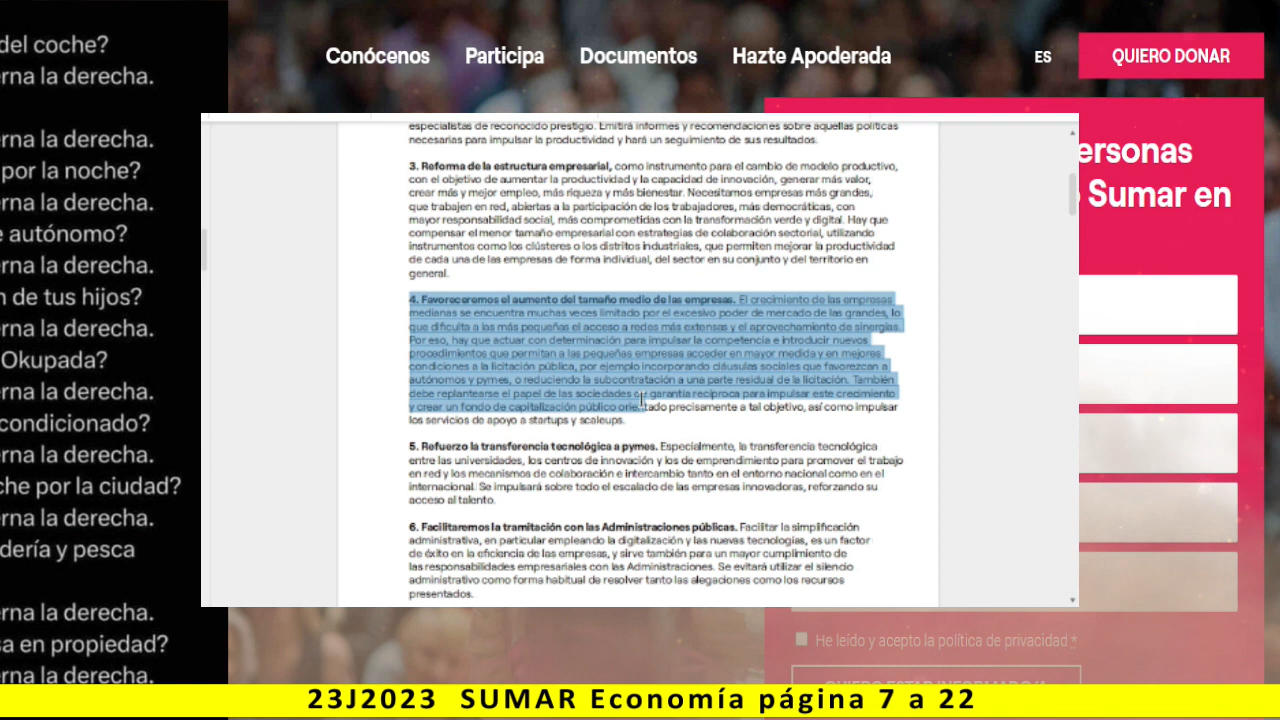 Conócenos Participa Documentos Hazte Apoderada ES QUIERO DONAR
del coche?
erna la derecha.
erna la derecha.
por la noche?
erna la derecha.
e autónomo?
erna la derecha.
n de tus hijos?
erna la derecha.
Okupada?
erna la derecha.
condicionado?
erna la derecha.
che por la ciudad?
erna la derecha.
dería y pesca
erna la derecha.
sa en propiedad?
erna la derecha.
especialistas de reconocido prestigio. Emitirá informes y recomendaciones sobre aquellas políticas
necesarias para impulsar la productividad y hará un seguimiento de sus resultados.
3. Reforma de la estructura empresarial, como instrumento para el cambio de modelo productivo,
con el objetivo de aumentar la productividad y la capacidad de innovación, generar más valor,
crear más y mejor empleo, más riqueza y más bienestar. Necesitamos empresas más grandes,
que trabajen en red, abiertas a la participación de los trabajadores, más democráticas, con
mayor responsabilidad social, más comprometidas con la transformación verde y digital. Hay que
compensar el menor tamaño empresarial con estrategias de colaboración sectorial, utilizando
instrumentos como los clústeres o los distritos industriales, que permiten mejorar la productividad
de cada una de las empresas de forma individual, del sector en su conjunto y del territorio en
general.
4. Favoreceremos el aumento del tamaño medio de las empresas. El crecimiento de las empresas
medianas se encuentra muchas veces limitado por el excesivo poder de mercado de las grandes, lo
que dificulta a las más pequeñas el acceso a redes más extensas y el aprovechamiento de sinergias.
Por eso, hay que actuar con determinación para impulsar la competencia e introducir nuevos
procedimientos que permitan a las pequeñas empresas acceder en mayor medida y en mejores
condiciones a la licitación pública, por ejemplo incorporando cláusulas sociales que favorezcan a
autónomos y pymes, o reduciendo la subcontratación a una parte residual de la licitación. También
debe replantearse el papel de las sociedades de garantía recíproca para impulsar este crecimiento
y crear un fondo de capitalización público orientado precisamente a tal objetivo, así como impulsar
los servicios de apoyo a startups y scaleups.
5. Refuerzo la transferencia tecnológica a pymes. Especialmente, la transferencia tecnológica
entre las universidades, los centros de innovación y los de emprendimiento para promover el trabajo
en red y los mecanismos de colaboración e intercambio tanto en el entorno nacional como en el
internacional. Se impulsará sobre todo el escalado de las empresas innovadoras, reforzando su
acceso al talento.
6. Facilitaremos la tramitación con las Administraciones públicas. Facilitar la simplificación
administrativa, en particular empleando la digitalización y las nuevas tecnologías, es un factor
de éxito en la eficiencia de las empresas, y sirve también para un mayor cumplimiento de
las responsabilidades empresariales con las Administraciones. Se evitará utilizar el silencio
administrativo como forma habitual de resolver tanto las alegaciones como los recursos
presentados.
ersonas
Sumar en
He leído y acepto la política de privacidad *
23J2023 SUMAR Economía página 7 a 22